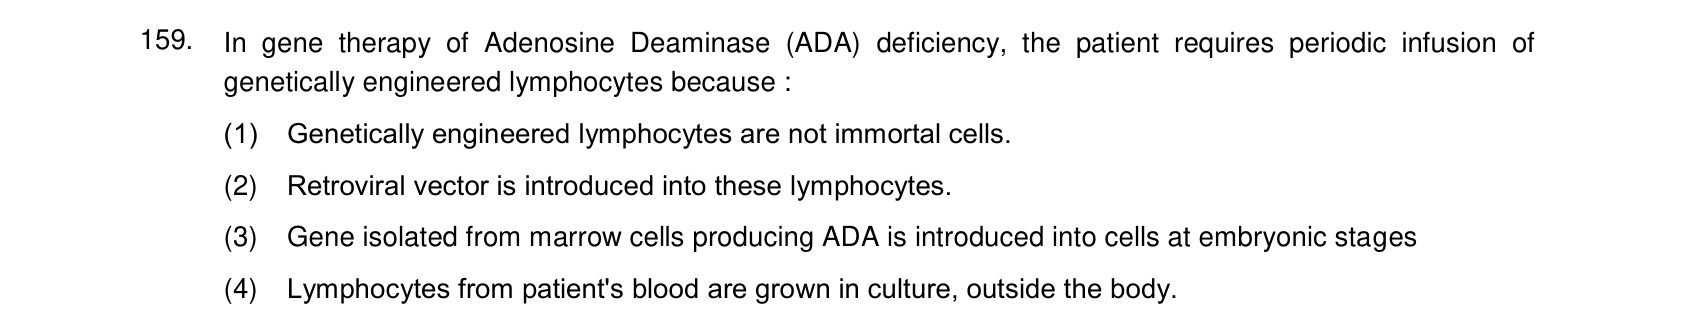 159. In gene therapy of Adenosine Deaminase (ADA) deficiency, the patient requires periodic infusion of
genetically engineered lymphocytes because :
(1) Genetically engineered lymphocytes are not immortal cells.
(2) Retroviral vector is introduced into these lymphocytes.
(3) Gene isolated from marrow cells producing ADA is introduced into cells at embryonic stages
(4) Lymphocytes from patient's blood are grown in culture, outside the body.